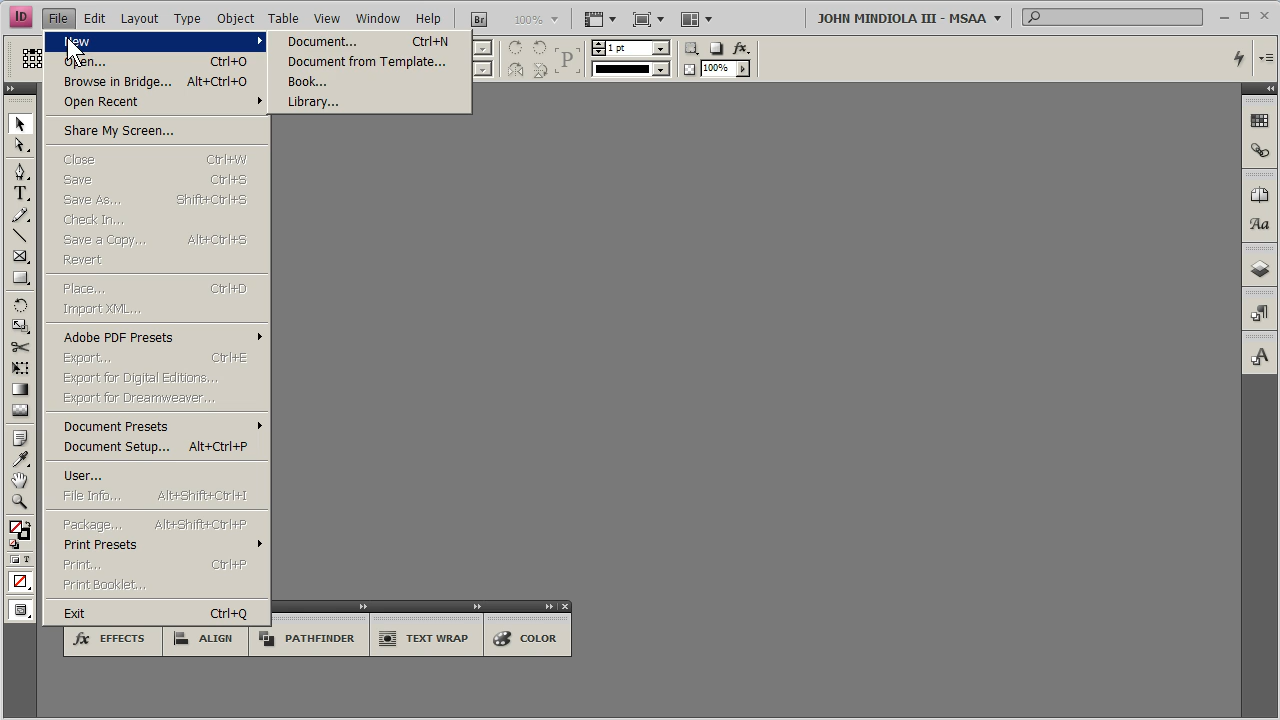 ID File Edit Layout Type Object Table View Window Help Br 100% JOHN MINDIOLA III - MSAA
New Document... Ctrl+N 1 pt fx.
Open... Ctrl+O Document from Template... P 100%
Browse in Bridge... Alt+Ctrl+O Book...
Open Recent Library...
Share My Screen...
Close Ctrl+W
Save Ctrl+S
Save As... Shift+Ctrl+S
Check In...
Save a Copy... Alt+Ctrl+S
Revert
Place... Ctrl+D
Import XML...
Adobe PDF Presets
Export... Ctrl+E
Export for Digital Editions...
Export for Dreamweaver...
Document Presets
Document Setup... Alt+Ctrl+P
User...
File Info... Alt+Shift+Ctrl+I
Package... Alt+Shift+Ctrl+P
Print Presets
Print... Ctrl+P
Print Booklet...
Exit Ctrl+Q
fx EFFECTS ALIGN PATHFINDER TEXT WRAP COLOR
T
T
Aa
A